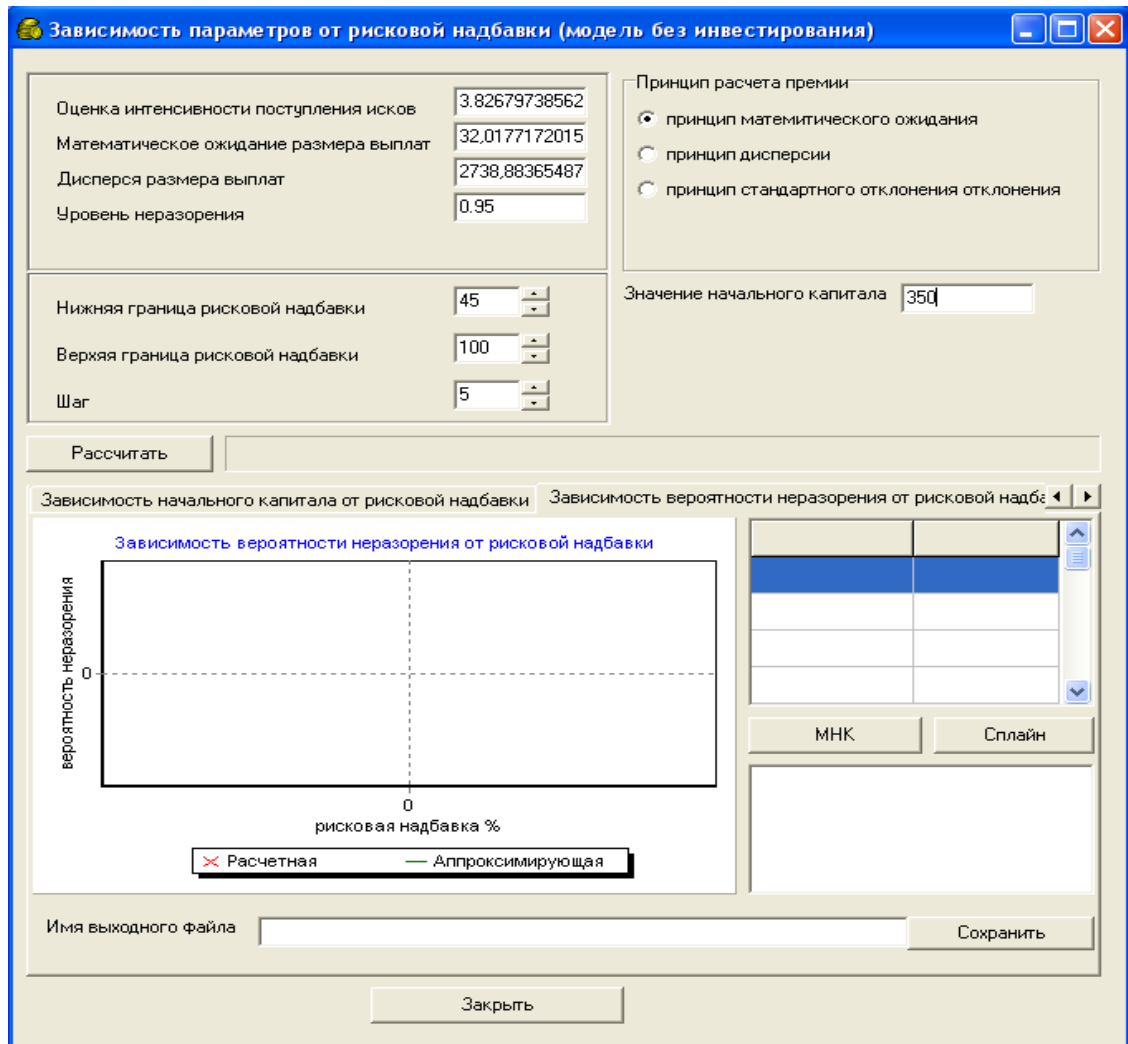 Зависимость параметров от рисковой надбавки (модель без инвестирования)
Оценка интенсивности поступления исков 3.82679738562
Математическое ожидание размера выплат 32,0177172015
Дисперся размера выплат 2738,88365487
Уровень неразорения 0.95
Принцип расчета премии
принцип матемитического ожидания
принцип дисперсии
принцип стандартного отклонения отклонения
Нижняя граница рисковой надбавки 45
Верхяя граница рисковой надбавки 100
Шаг 5
Значение начального капитала 350
Рассчитать
Зависимость начального капитала от рисковой надбавки
Зависимость вероятности неразорения от рисковой надба
Зависимость вероятности неразорения от рисковой надбавки
вероятность неразорения
0
0
рисковая надбавка %
Расчетная Аппроксимирующая
МНК Сплайн
Имя выходного файла Сохранить
Закрыть